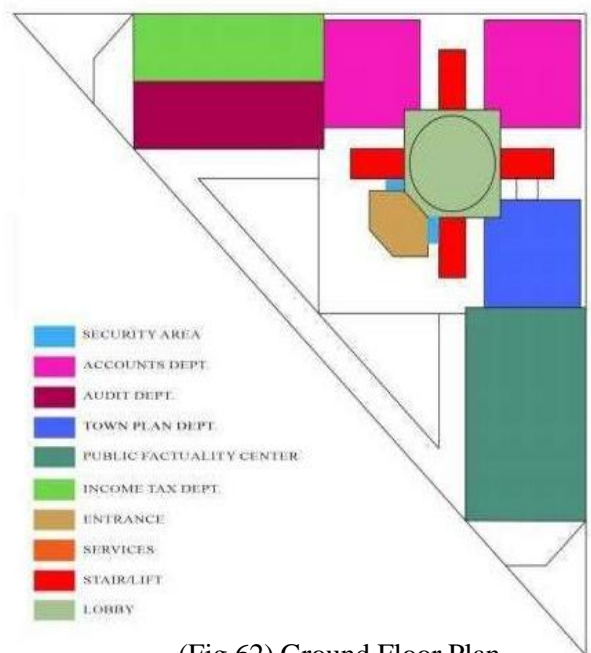 SECURITY AREA
ACCOUNTS DEPT.
AUDIT DEPT.
TOWN PLAN DEPT.
PUBLIC FACTUALITY CENTER
INCOME TAX DEPT.
ENTRANCE
SERVICES
STAIR/LIFT
LOBBY
(Fig 62) Ground Floor Plan